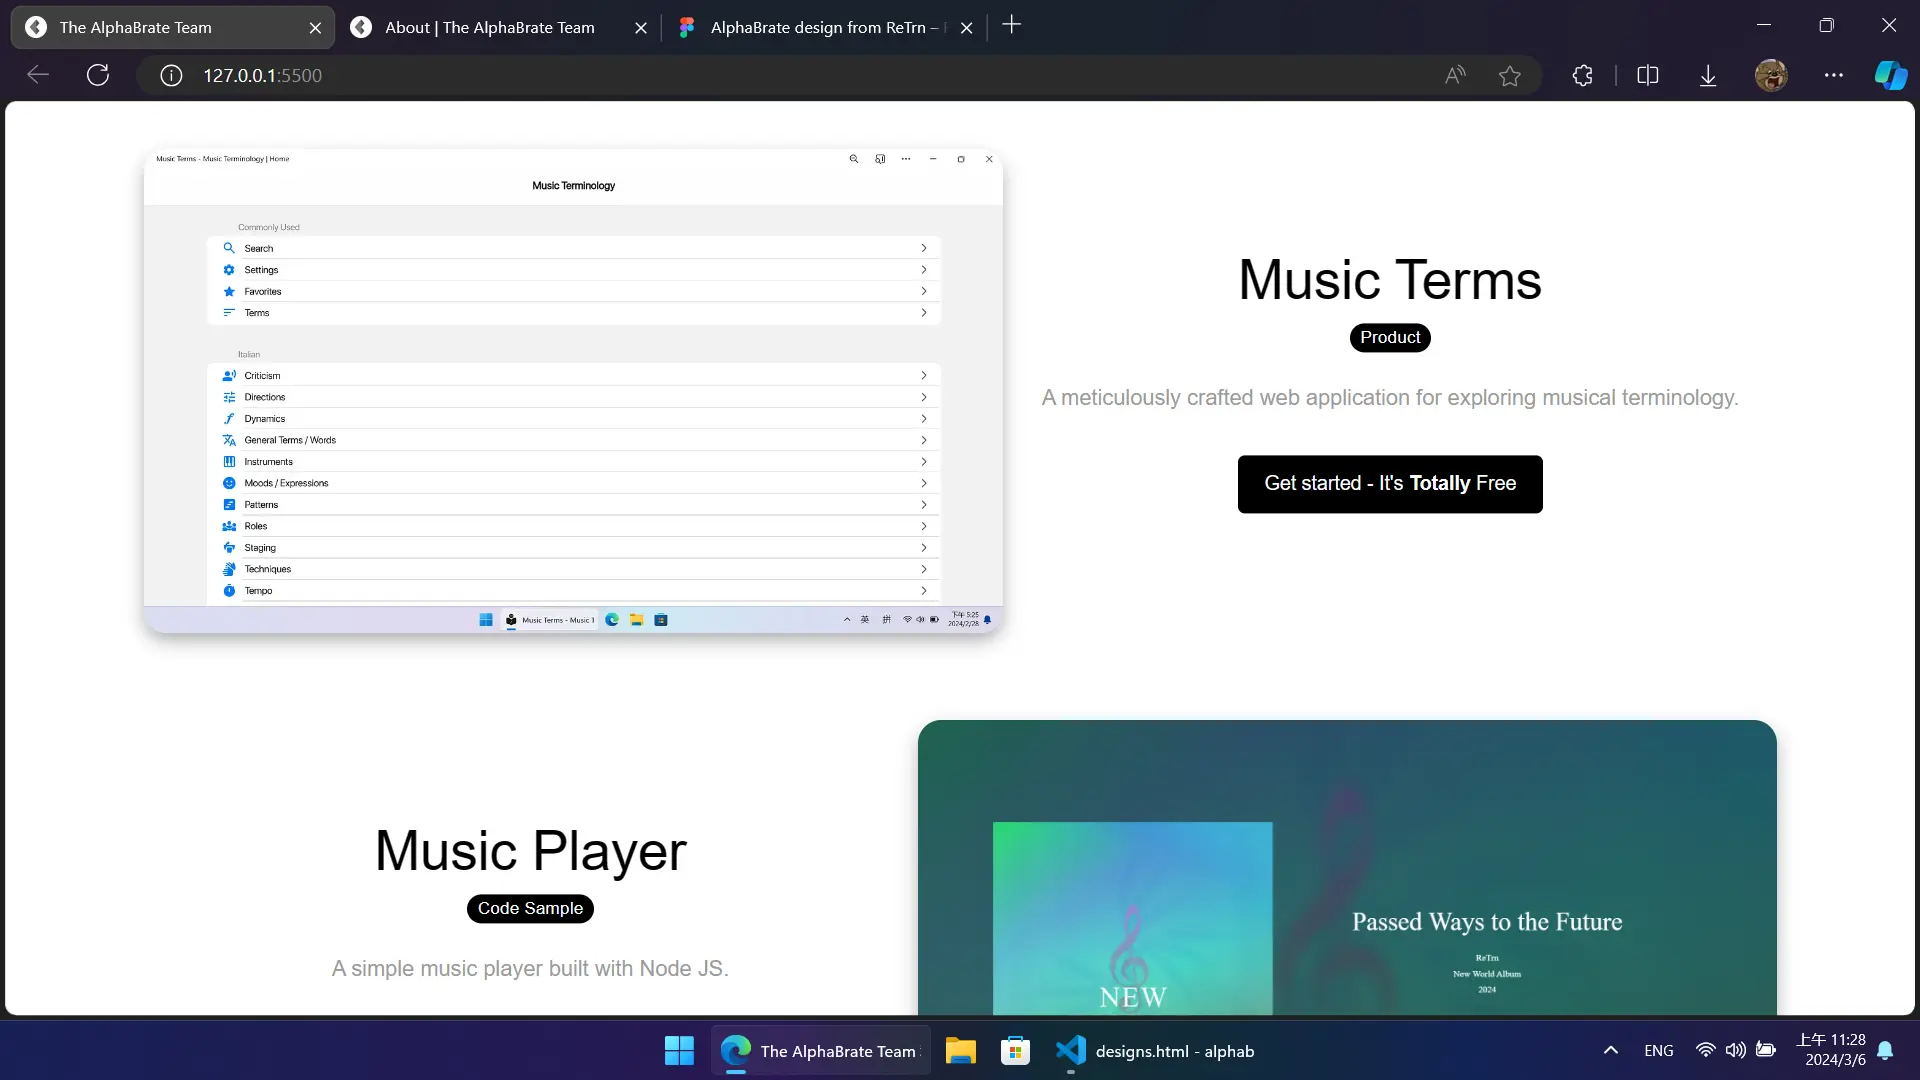 The AlphaBrate Team
About | The AlphaBrate Team
AlphaBrate design from ReTrn –
127.0.0.1:5500
Music Terms - Music Terminology | Home
Music Terminology
Commonly Used
Search
Settings
Favorites
Terms
Italian
Criticism
Directions
Dynamics
General Terms / Words
Instruments
Moods / Expressions
Patterns
Roles
Staging
Techniques
Tempo
Music Terms - Music T
英
拼
下午 5:25
2024/2/28
Music Terms
Product
A meticulously crafted web application for exploring musical terminology.
Get started - It's Totally Free
Music Player
Code Sample
A simple music player built with Node JS.
NEW
Passed Ways to the Future
ReTrn
New World Album
2024
The AlphaBrate Team
designs.html - alphab
ENG
上午 11:28
2024/3/6